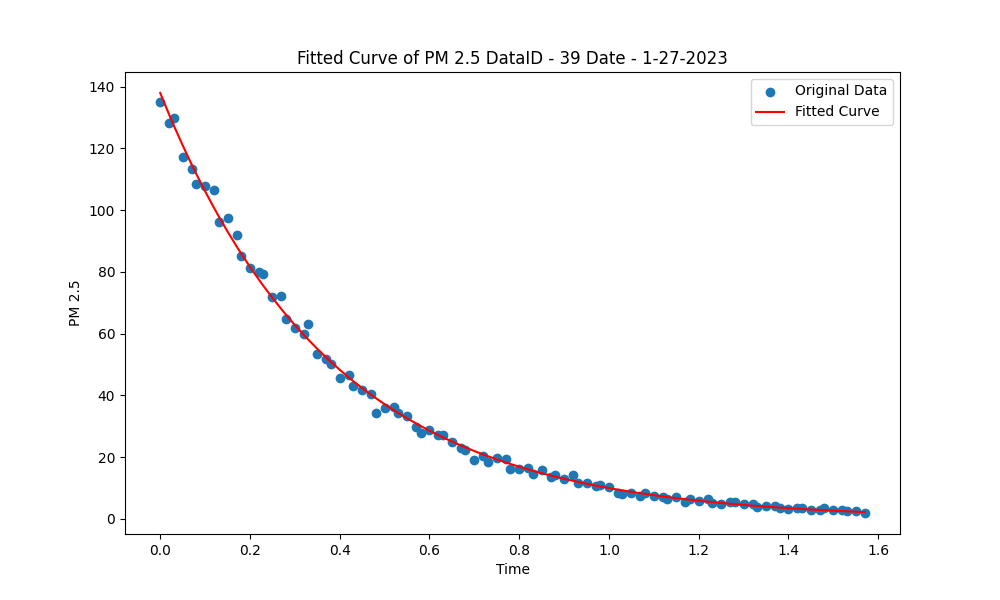 Fitted Curve of PM 2.5 DataID - 39 Date - 1-27-2023
Original Data
Fitted Curve
140
120
100
80
60
40
20
0
PM 2.5
0.0 0.2 0.4 0.6 0.8 1.0 1.2 1.4 1.6
Time